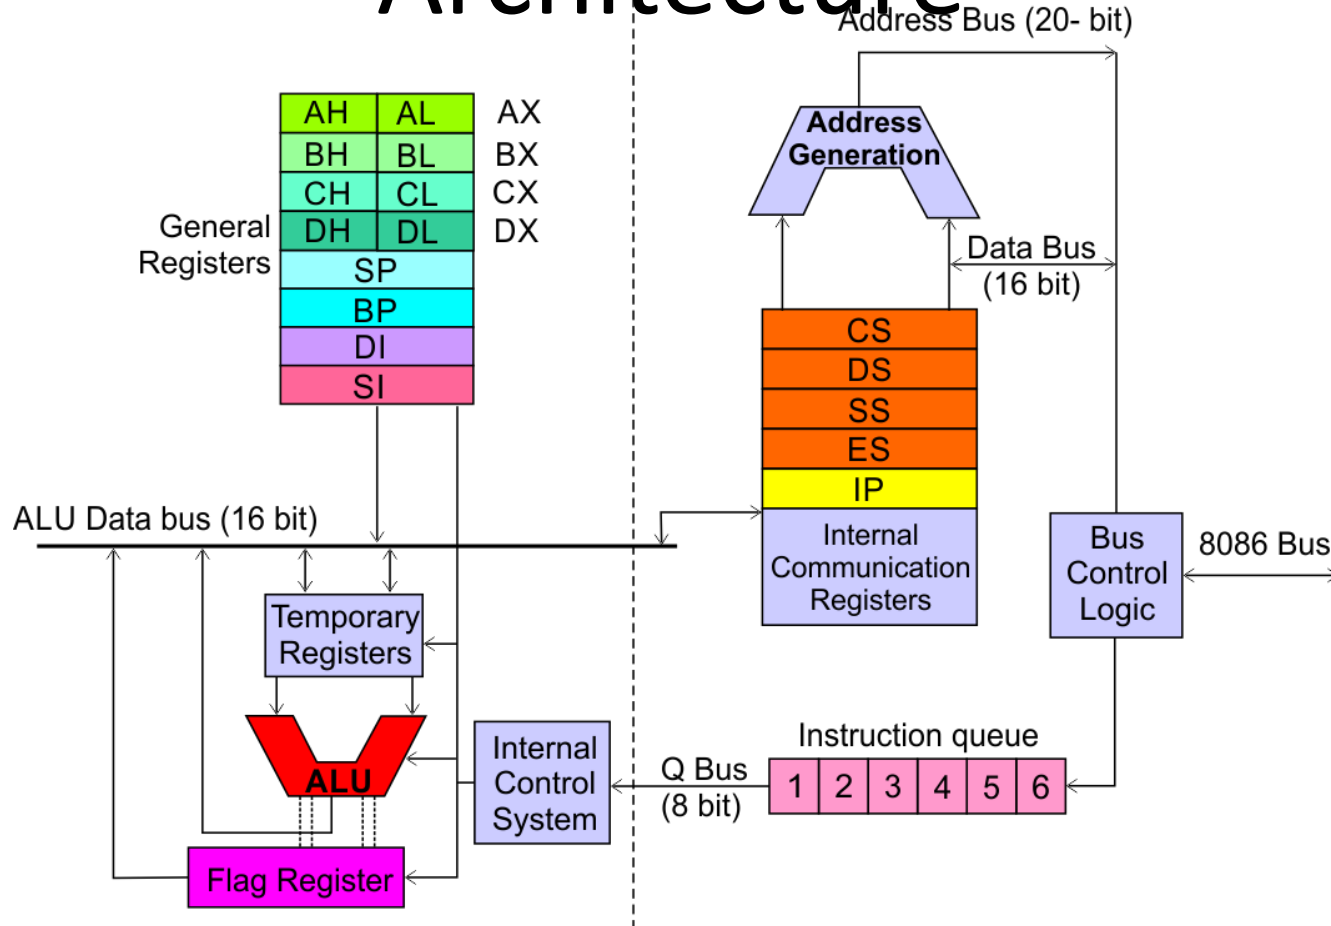 Architecture
Address Bus (20- bit)
AH AL AX
BH BL BX
CH CL CX
DH DL DX
General
Registers
SP
BP
DI
SI
Address
Generation
Data Bus
(16 bit)
CS
DS
SS
ES
IP
Internal
Communication
Registers
ALU Data bus (16 bit)
Bus
Control
Logic
8086 Bus
Temporary
Registers
ALU
Internal
Control
System
Q Bus
(8 bit)
Instruction queue
1 2 3 4 5 6
Flag Register